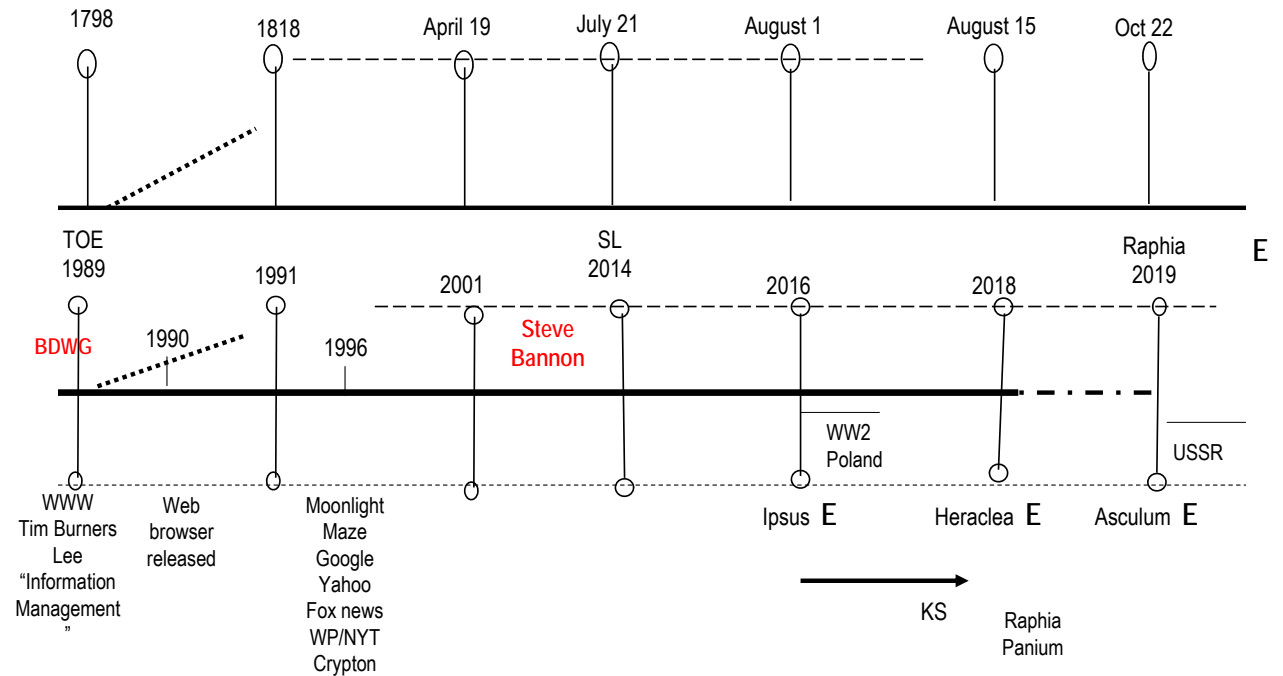 1798
1818
April 19
July 21
August 1
August 15
Oct 22
TOE
1989
1991
2001
SL
2014
2016
2018
Raphia
2019
E
BDWG
1990
1996
Steve
Bannon
WW2
Poland
USSR
WWW
Tim Burners
Lee
“Information
Management
”
Web
browser
released
Moonlight
Maze
Google
Yahoo
Fox news
WP/NYT
Crypton
Ipsus E
Heraclea E
Asculum E
KS
Raphia
Panium